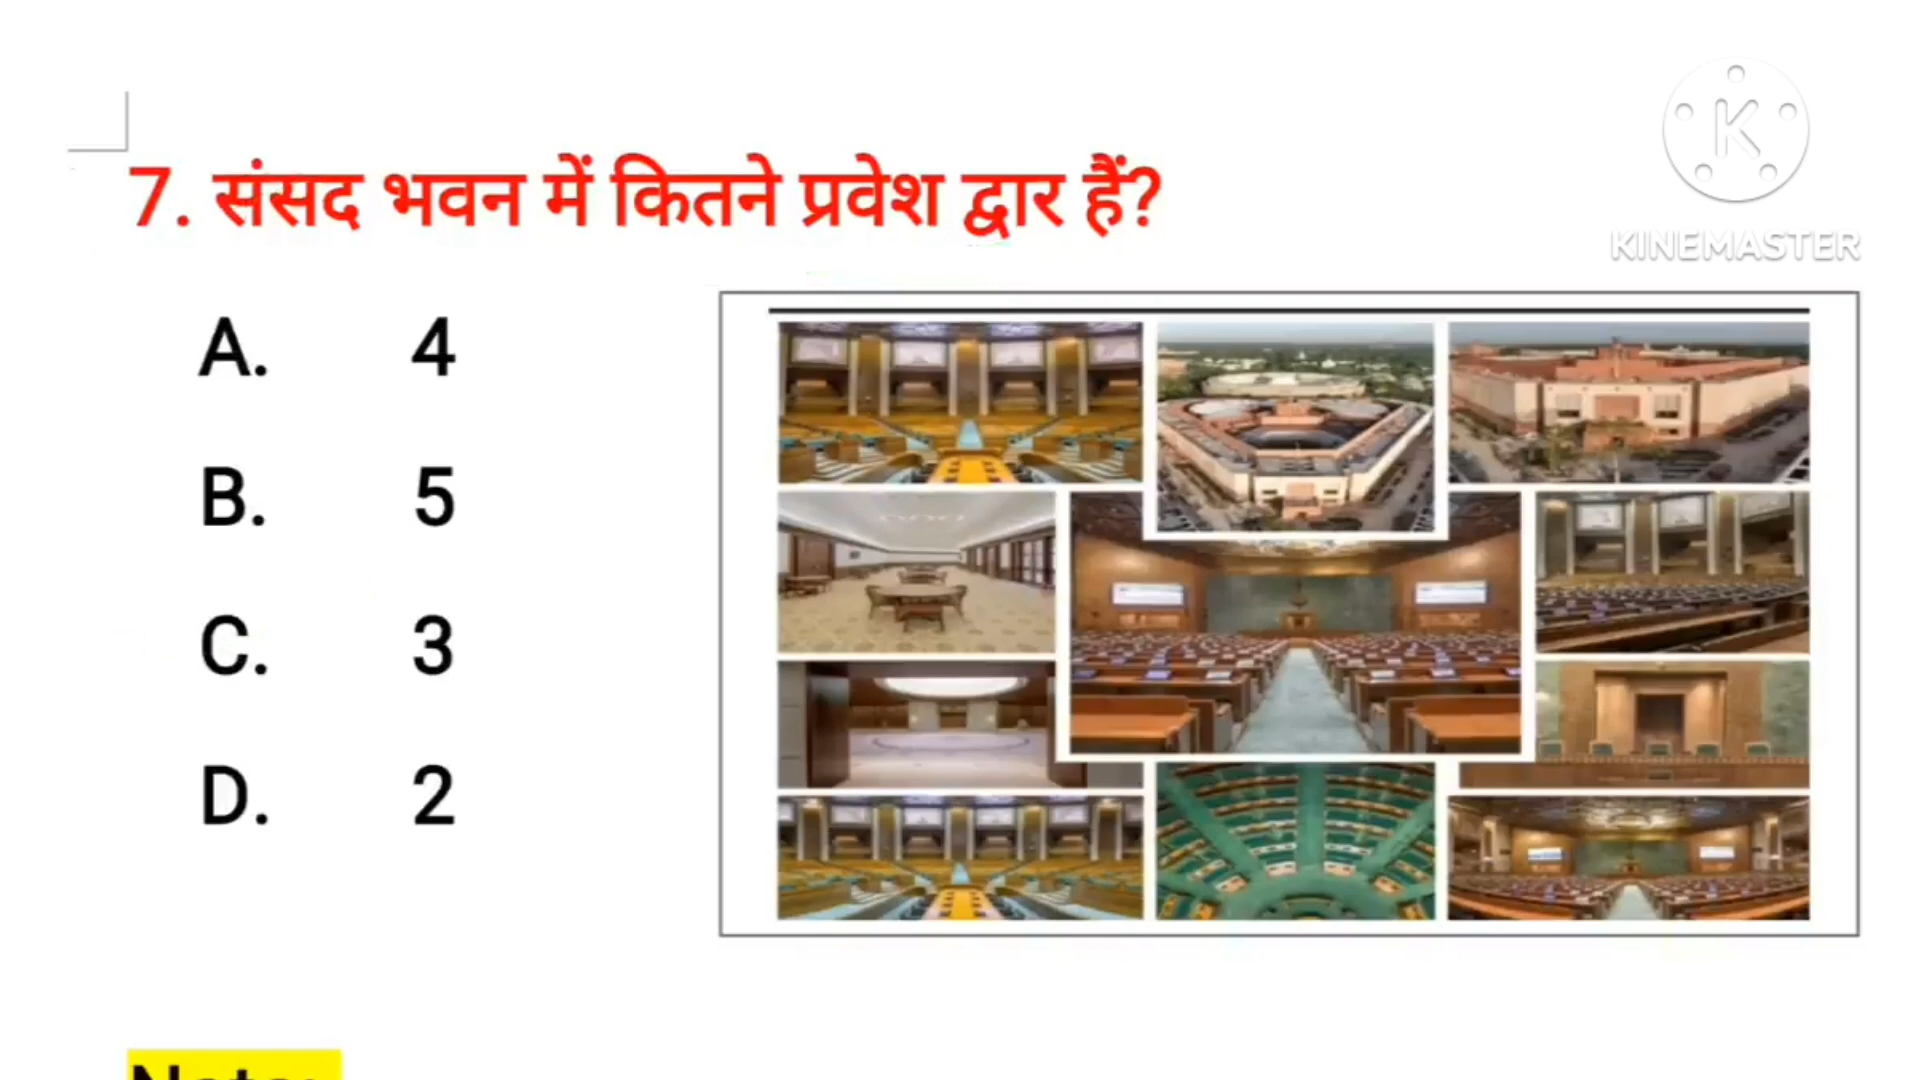 7. संसद भवन में कितने प्रवेश द्वार हैं?
A. 4
B. 5
C. 3
D. 2
K
KINEMASTER